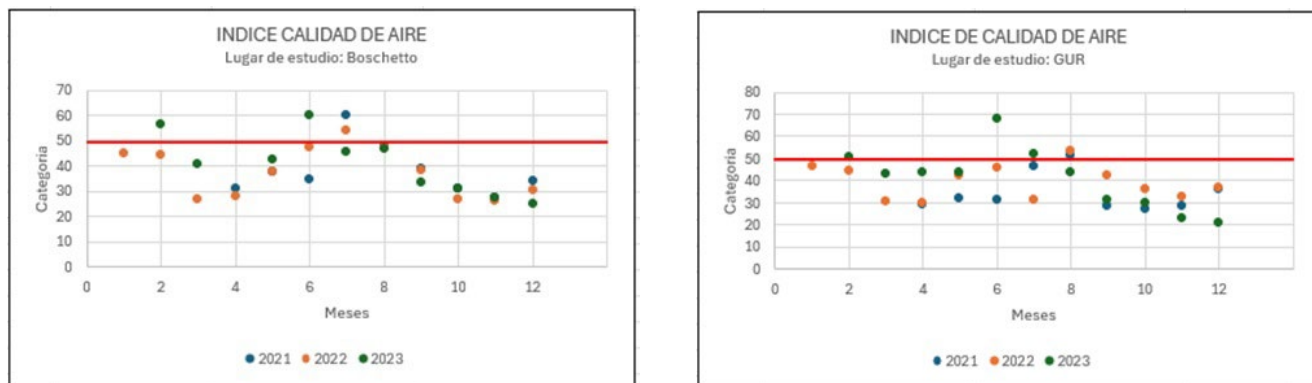 INDICE CALIDAD DE AIRE
Lugar de estudio: Boschetto
70
60
50
40
30
20
10
0
Categoria
0 2 4 6 8 10 12
Meses
2021 2022 2023
INDICE DE CALIDAD DE AIRE
Lugar de estudio: GUR
80
70
60
50
40
30
20
10
0
Categoria
0 2 4 6 8 10 12
Meses
2021 2022 2023